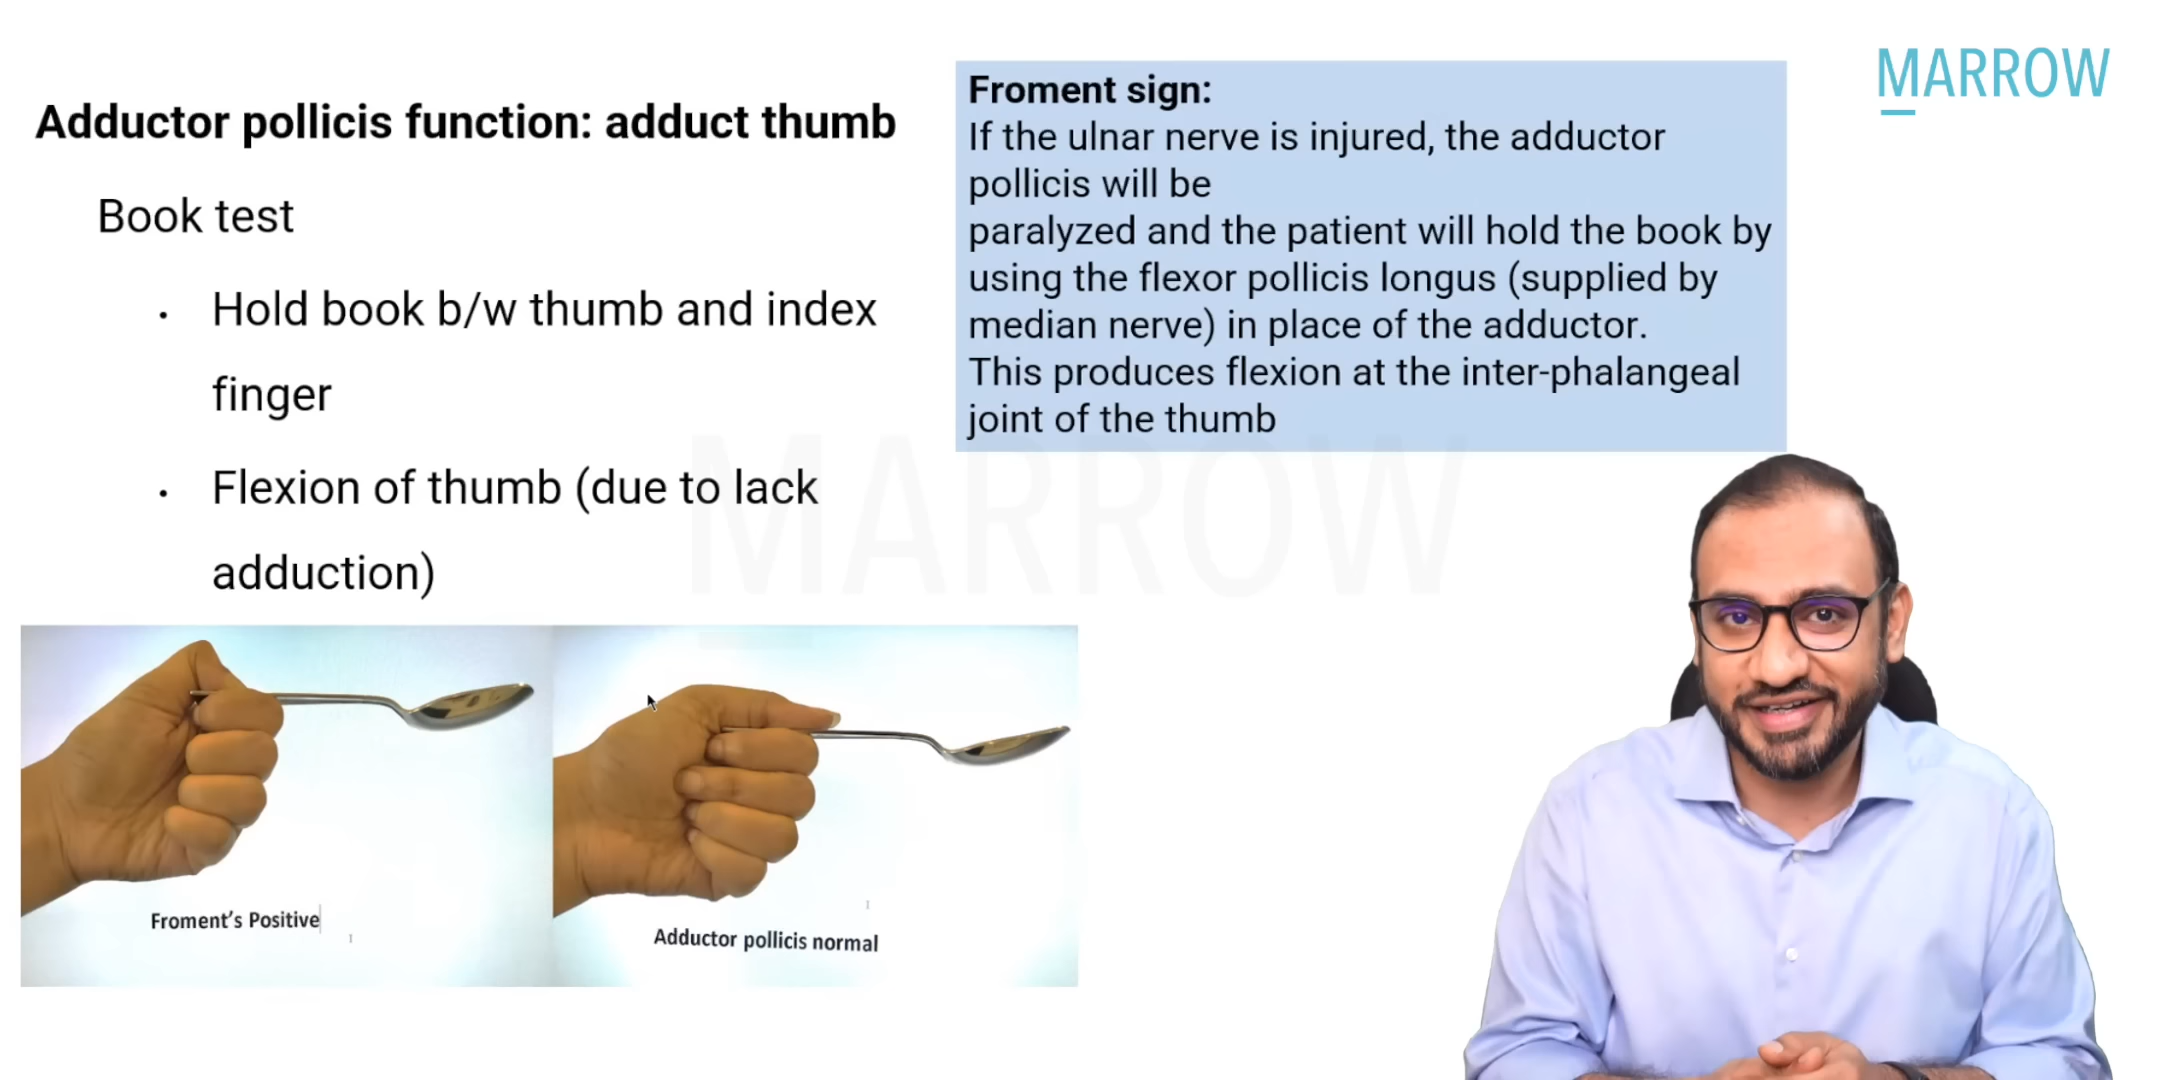 MARROW
Adductor pollicis function: adduct thumb
Book test
• Hold book b/w thumb and index
finger
• Flexion of thumb (due to lack
adduction)
Froment sign:
If the ulnar nerve is injured, the adductor
pollicis will be
paralyzed and the patient will hold the book by
using the flexor pollicis longus (supplied by
median nerve) in place of the adductor.
This produces flexion at the inter-phalangeal
joint of the thumb
MARROW
Froment's Positive
Adductor pollicis normal